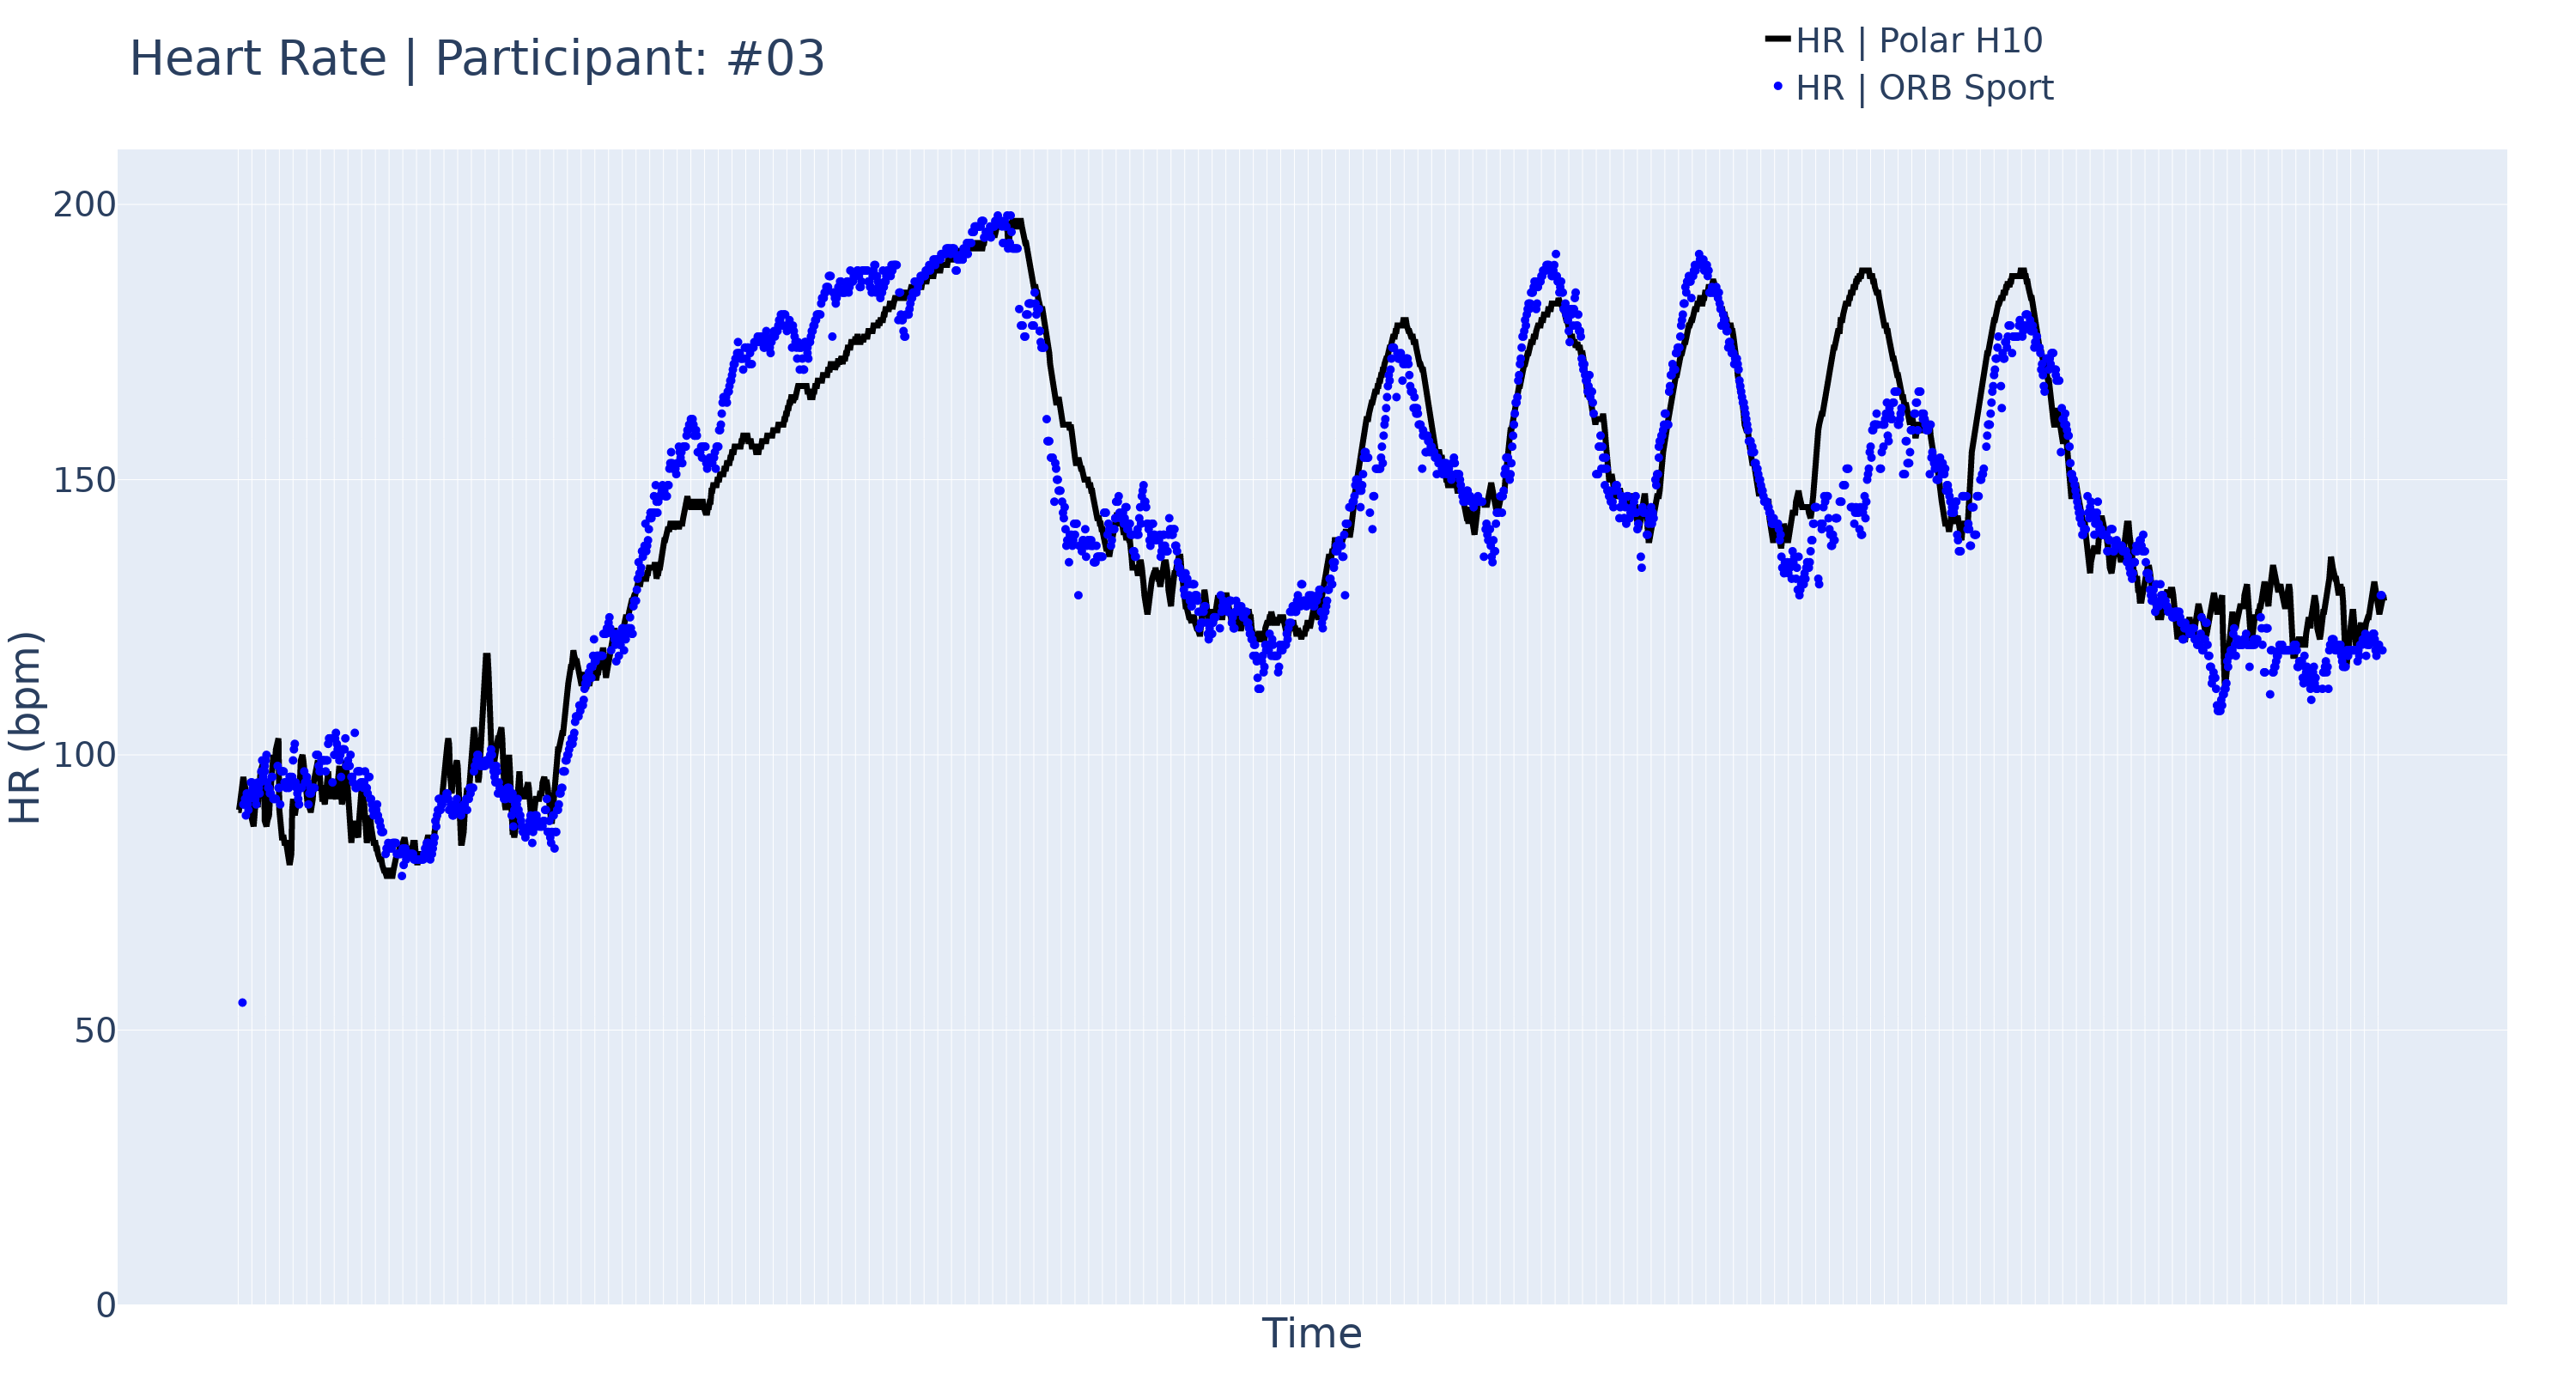 Heart Rate | Participant: #03
HR | Polar H10
HR | ORB Sport
HR (bpm)
200
150
100
50
0
Time